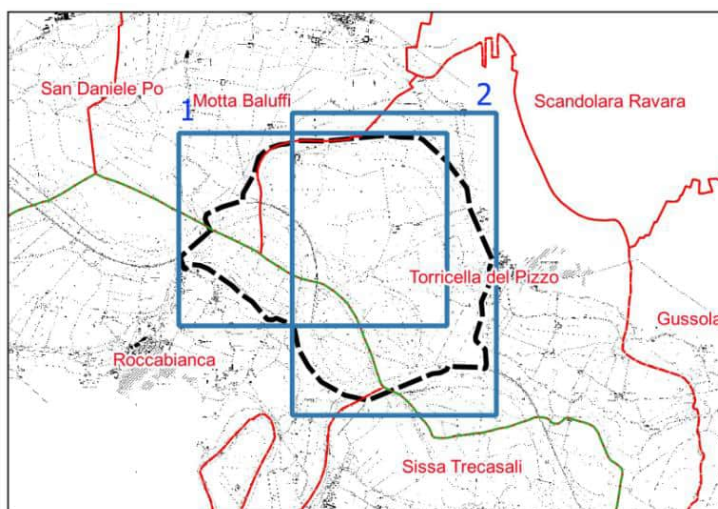 San Daniele Po
Motta Baluffi
1
2
Scandolara Ravara
Torricella del Pizzo
Gussola
Roccabianca
Sissa Trecasali